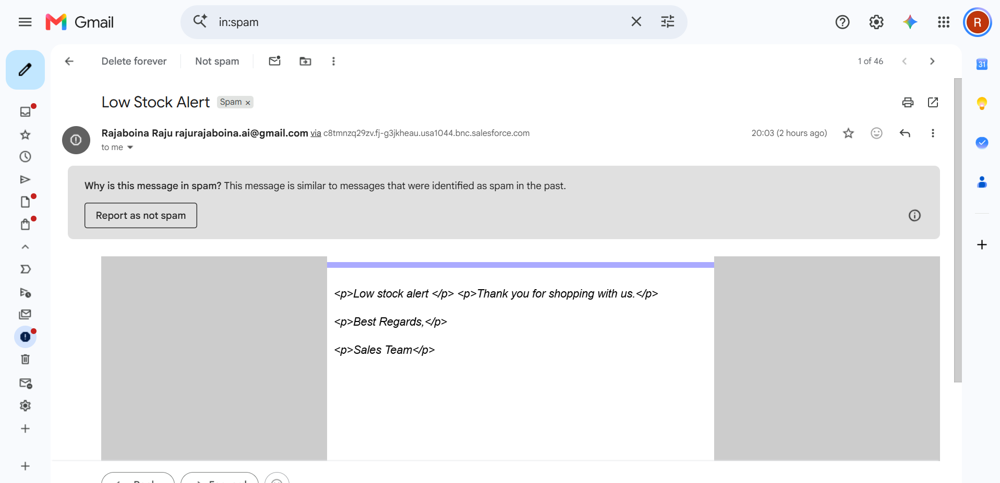 Gmail
in:spam
R
Delete forever
Not spam
1 of 46
31
Low Stock Alert
Spam ×
Rajaboina Raju rajurajaboina.ai@gmail.com via c8tmnzq29zv.fj-g3jkheau.usa1044.bnc.salesforce.com
20:03 (2 hours ago)
to me
Why is this message in spam? This message is similar to messages that were identified as spam in the past.
Report as not spam
<p>Low stock alert </p> <p>Thank you for shopping with us.</p>
<p>Best Regards,</p>
<p>Sales Team</p>